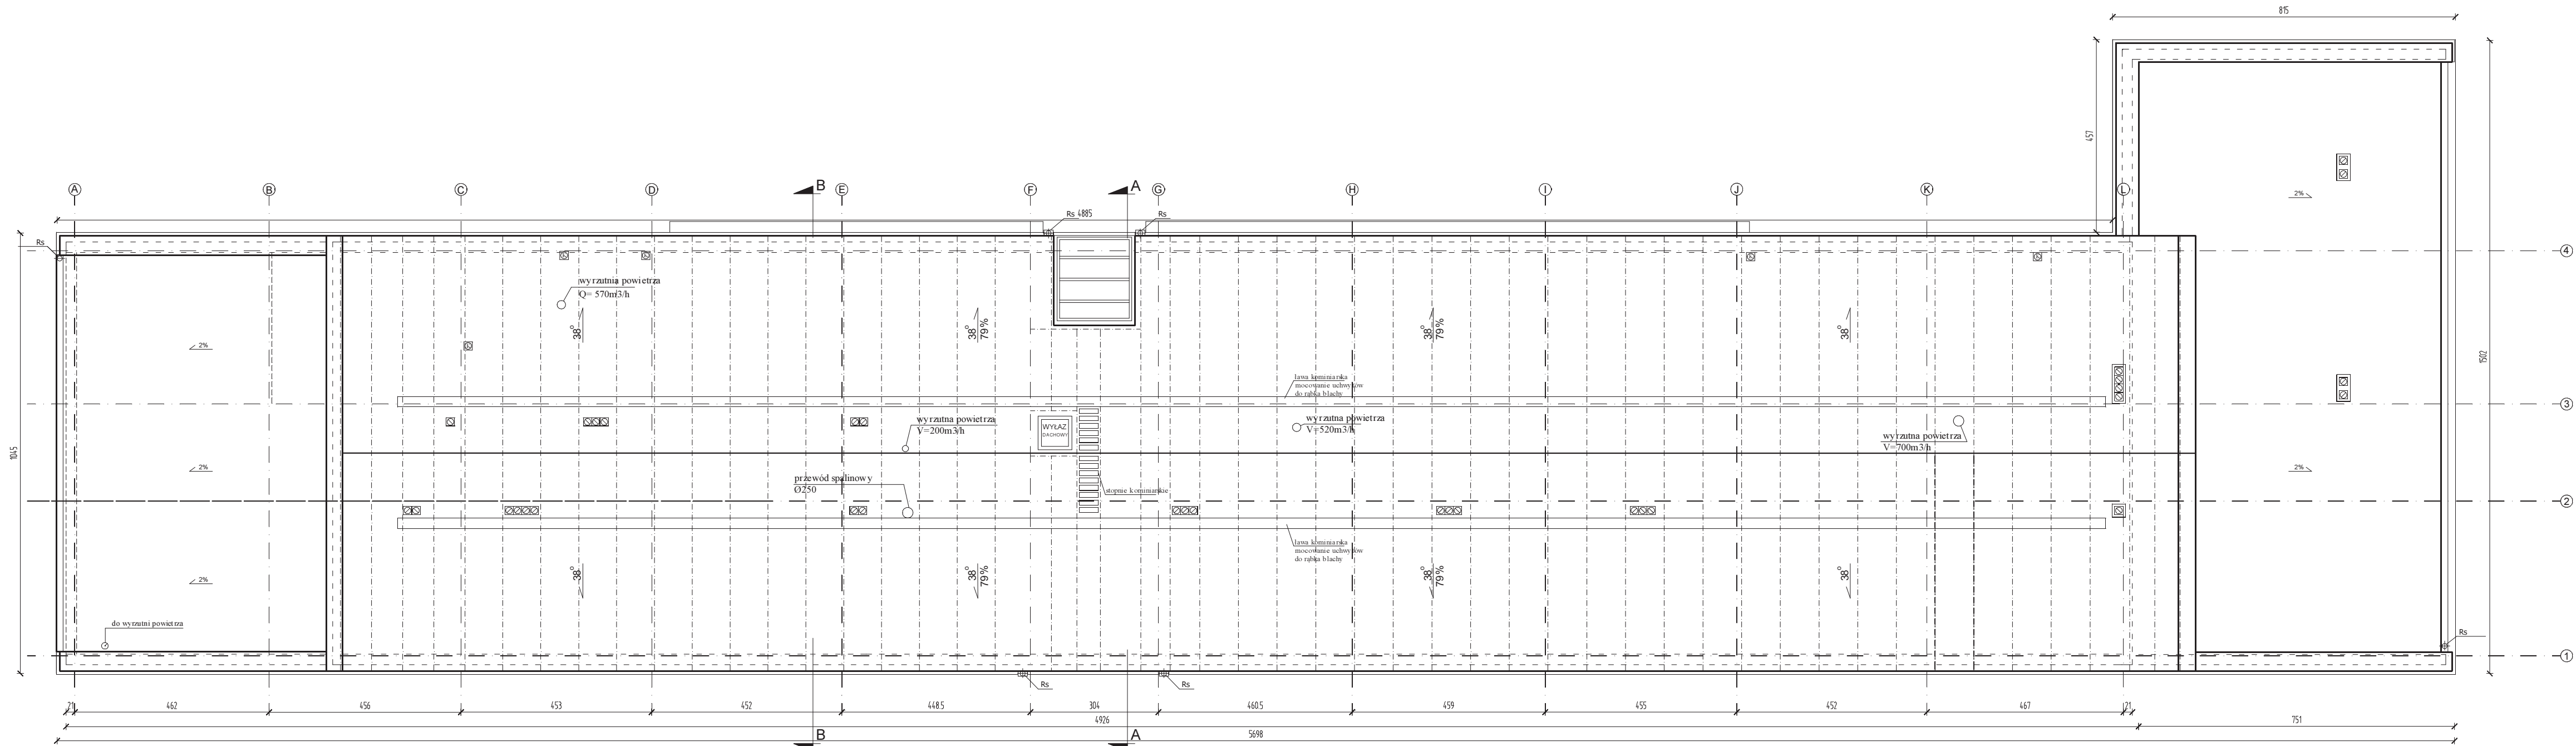 815
457
1502
A
B
C
D
B
E
F
A
G
H
I
J
K
L
Rs 4885
Rs
Rs
2%
4
wyrzutnia powietrza
Q= 570m3/h
38°
38°
79%
38°
79%
38°
2%
ława kominiarska
mocowanie uchwytów
do rąbka blachy
3
wyrzutna powietrza
V=200m3/h
WYŁAZ
DACHOWY
wyrzutna powietrza
V=520m3/h
wyrzutna powietrza
V=700m3/h
1045
2%
2%
przewód spalinowy
Ø250
stopnie kominiarskie
2
ława kominiarska
mocowanie uchwytów
do rąbka blachy
38°
38°
79%
38°
79%
38°
2%
do wyrzutni powietrza
Rs
1
Rs
Rs
21
462
456
453
452
448.5
304
460.5
459
455
452
467
21
4926
751
B
A
5698